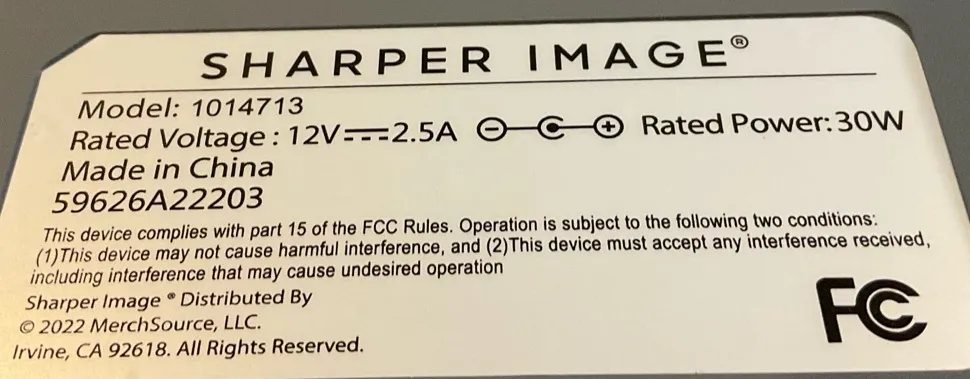 SHARPER IMAGE®
Model: 1014713
Rated Voltage : 12V⎓2.5A ⊖—C—⊕ Rated Power: 30W
Made in China
59626A22203
This device complies with part 15 of the FCC Rules. Operation is subject to the following two conditions:
(1)This device may not cause harmful interference, and (2)This device must accept any interference received,
including interference that may cause undesired operation
Sharper Image ® Distributed By
© 2022 MerchSource, LLC.
Irvine, CA 92618. All Rights Reserved.
FC